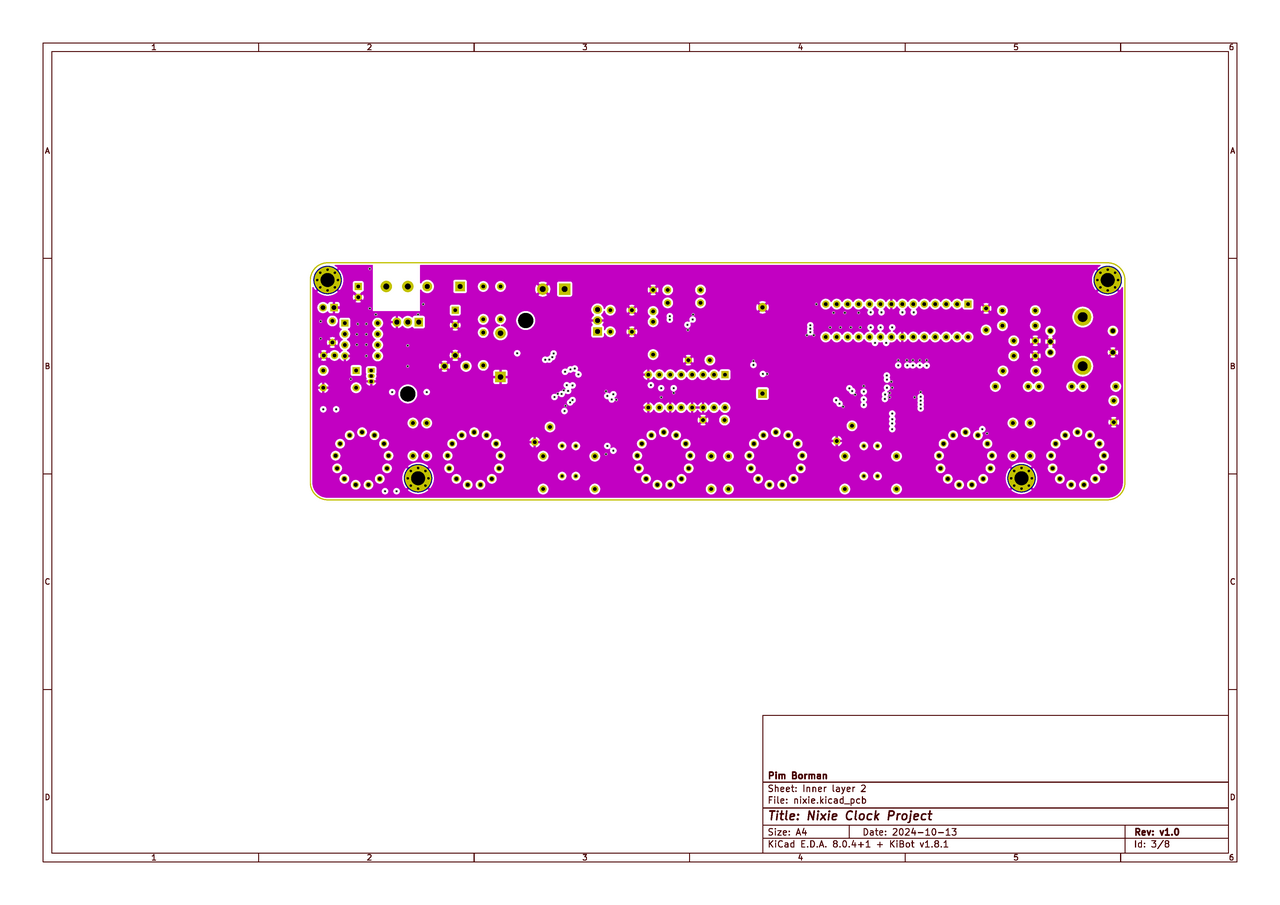 1 2 3 4 5 6
A A
B B
C C
D D
Pim Borman
Sheet: Inner layer 2
File: nixie.kicad_pcb
Title: Nixie Clock Project
Size: A4 Date: 2024-10-13 Rev: v1.0
KiCad E.D.A. 8.0.4+1 + KiBot v1.8.1 Id: 3/8
1 2 3 4 5 6